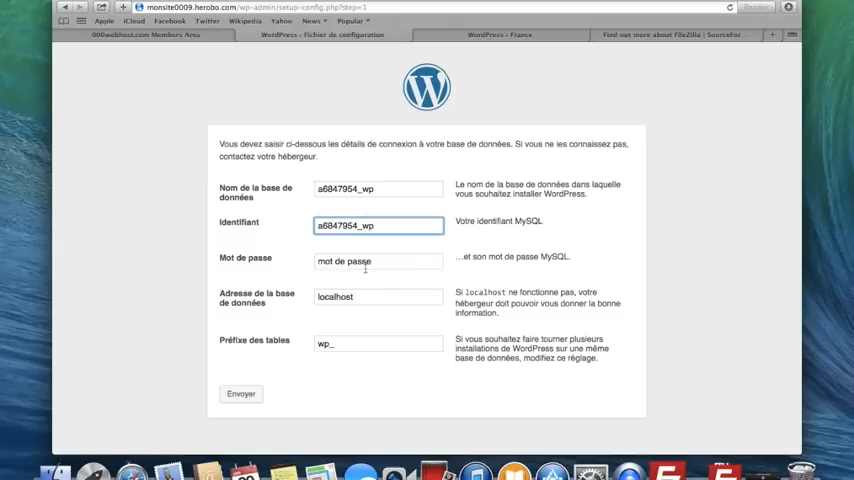 monsite0009.herobo.com/wp-admin/setup-config.php?step=1
Apple iCloud Facebook Twitter Wikipedia Yahoo News Popular
000webhost.com Members Area
WordPress › Fichier de configuration
WordPress › France
Find out more about FileZilla | SourceFor...
Vous devez saisir ci-dessous les détails de connexion à votre base de données. Si vous ne les connaissez pas,
contactez votre hébergeur.
Nom de la base de
données
a6847954_wp
Le nom de la base de données dans laquelle
vous souhaitez installer WordPress.
Identifiant
a6847954_wp
Votre identifiant MySQL
Mot de passe
mot de passe
…et son mot de passe MySQL.
Adresse de la base
de données
localhost
Si localhost ne fonctionne pas, votre
hébergeur doit pouvoir vous donner la bonne
information.
Préfixe des tables
wp_
Si vous souhaitez faire tourner plusieurs
installations de WordPress sur une même
base de données, modifiez ce réglage.
Envoyer